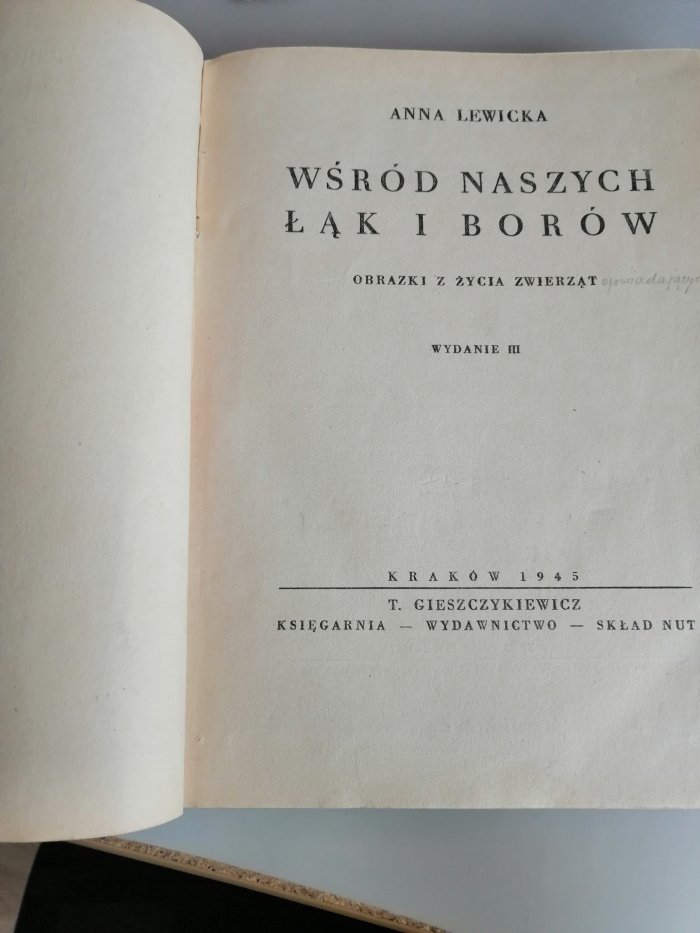 ANNA LEWICKA
WŚRÓD NASZYCH
ŁĄK I BORÓW
OBRAZKI Z ŻYCIA ZWIERZĄT
WYDANIE III
KRAKÓW 1945
T. GIESZCZYKIEWICZ
KSIĘGARNIA — WYDAWNICTWO — SKŁAD NUT